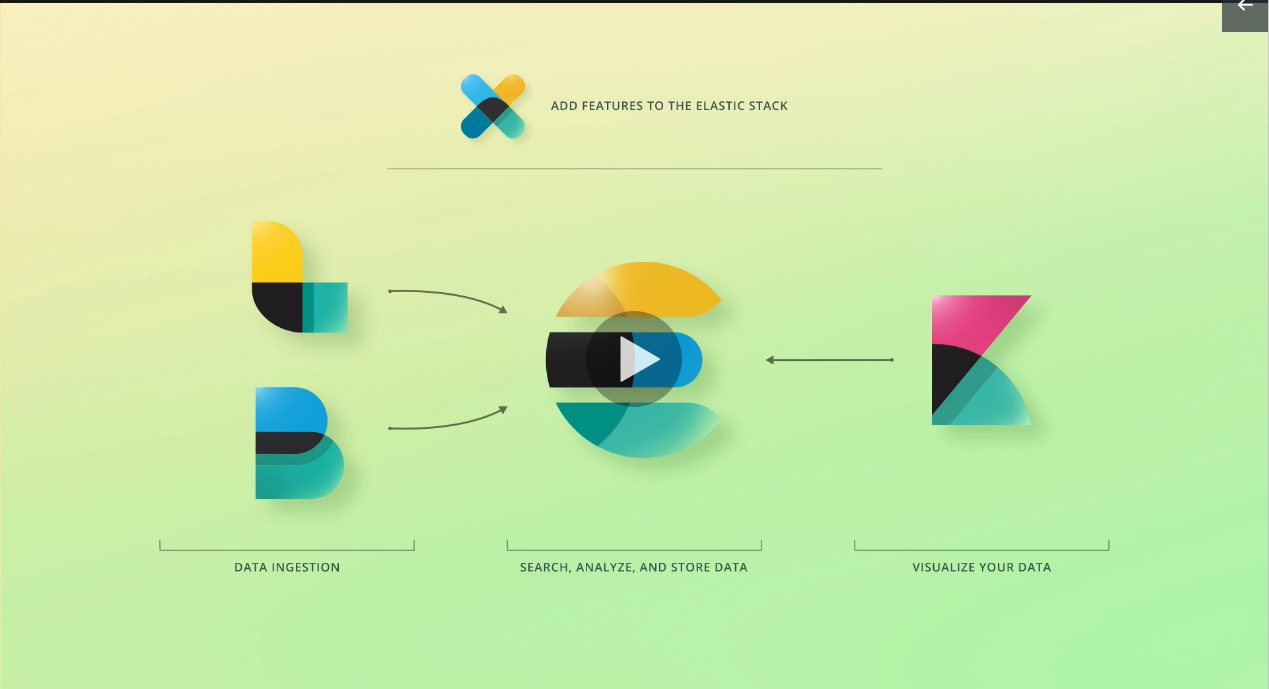 ADD FEATURES TO THE ELASTIC STACK
DATA INGESTION
SEARCH, ANALYZE, AND STORE DATA
VISUALIZE YOUR DATA